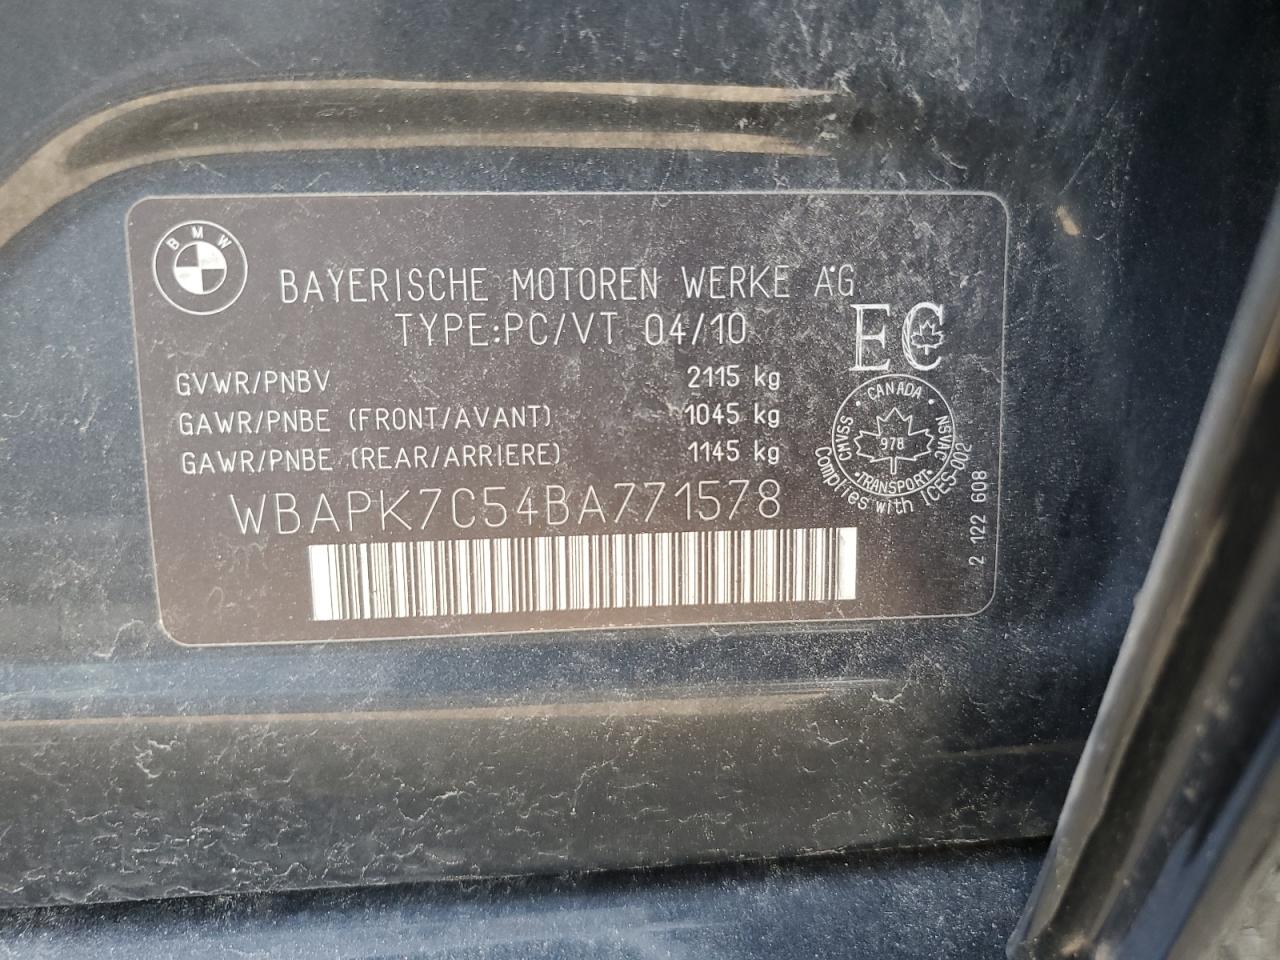 BMW
BAYERISCHE MOTOREN WERKE AG
TYPE:PC/VT 04/10
EC
GVWR/PNBV 2115 kg
GAWR/PNBE (FRONT/AVANT) 1045 kg
GAWR/PNBE (REAR/ARRIERE) 1145 kg
CANADA
CMVSS
NSVAC
978
TRANSPORT
Complies with ICES-002
WBAPK7C54BA771578
2 122 608